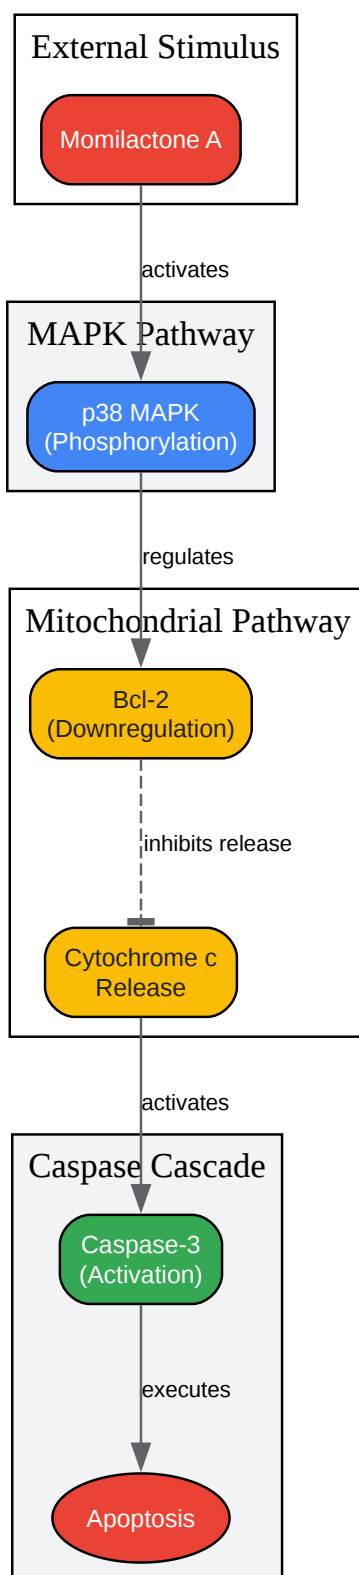 External Stimulus
Momilactone A
activates
MAPK Pathway
p38 MAPK
(Phosphorylation)
regulates
Mitochondrial Pathway
Bcl-2
(Downregulation)
inhibits release
Cytochrome c
Release
activates
Caspase Cascade
Caspase-3
(Activation)
executes
Apoptosis